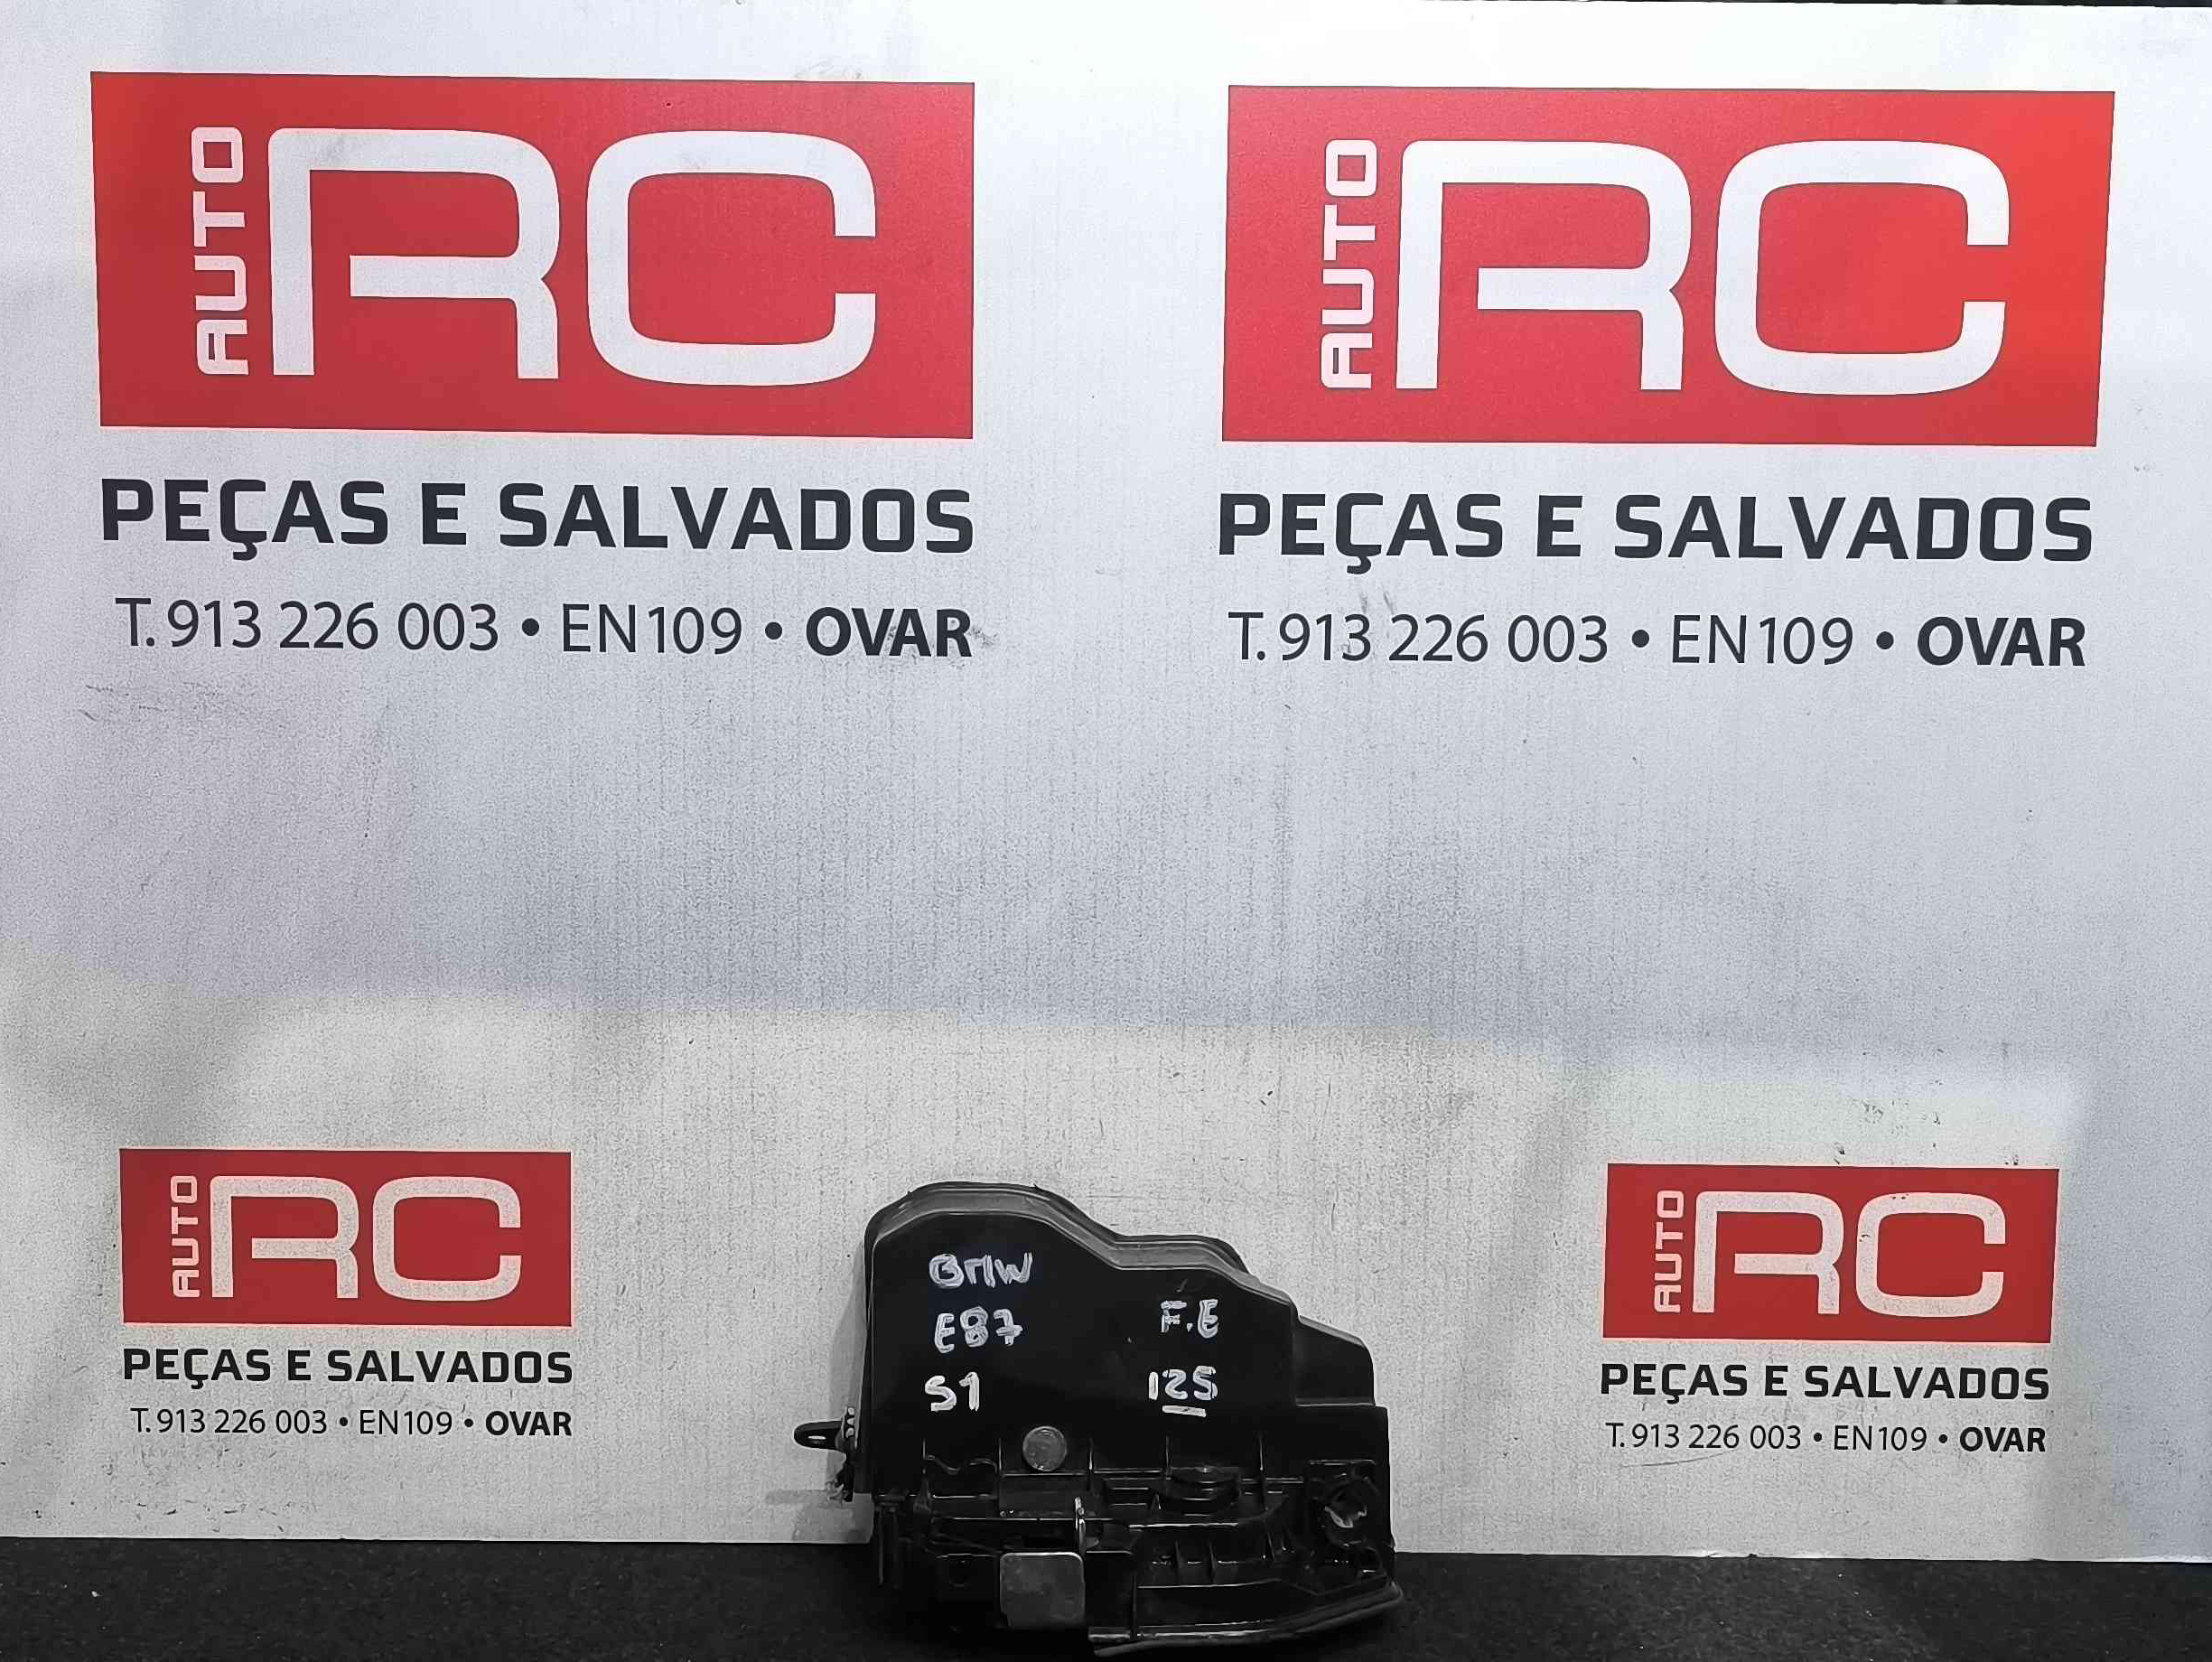 AUTO RC
PEÇAS E SALVADOS
T. 913 226 003 • EN109 • OVAR
AUTO RC
PEÇAS E SALVADOS
T. 913 226 003 • EN109 • OVAR
AUTO RC
PEÇAS E SALVADOS
T. 913 226 003 • EN109 • OVAR
BMW
E87
S1
F.E
125
AUTO RC
PEÇAS E SALVADOS
T. 913 226 003 • EN109 • OVAR